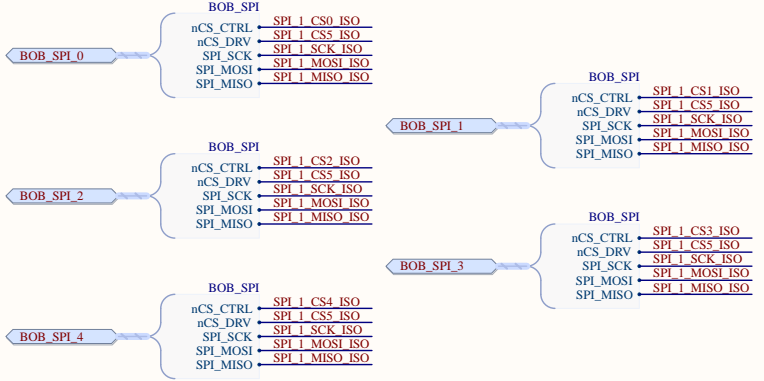 BOB_SPI
nCS_CTRL SPI_1_CS0_ISO
nCS_DRV SPI_1_CS5_ISO
BOB_SPI_0 SPI_SCK SPI_1_SCK_ISO
SPI_MOSI SPI_1_MOSI_ISO
SPI_MISO SPI_1_MISO_ISO
BOB_SPI
nCS_CTRL SPI_1_CS1_ISO
nCS_DRV SPI_1_CS5_ISO
BOB_SPI_1 SPI_SCK SPI_1_SCK_ISO
SPI_MOSI SPI_1_MOSI_ISO
SPI_MISO SPI_1_MISO_ISO
BOB_SPI
nCS_CTRL SPI_1_CS2_ISO
nCS_DRV SPI_1_CS5_ISO
BOB_SPI_2 SPI_SCK SPI_1_SCK_ISO
SPI_MOSI SPI_1_MOSI_ISO
SPI_MISO SPI_1_MISO_ISO
BOB_SPI
nCS_CTRL SPI_1_CS3_ISO
nCS_DRV SPI_1_CS5_ISO
BOB_SPI_3 SPI_SCK SPI_1_SCK_ISO
SPI_MOSI SPI_1_MOSI_ISO
SPI_MISO SPI_1_MISO_ISO
BOB_SPI
nCS_CTRL SPI_1_CS4_ISO
nCS_DRV SPI_1_CS5_ISO
BOB_SPI_4 SPI_SCK SPI_1_SCK_ISO
SPI_MOSI SPI_1_MOSI_ISO
SPI_MISO SPI_1_MISO_ISO